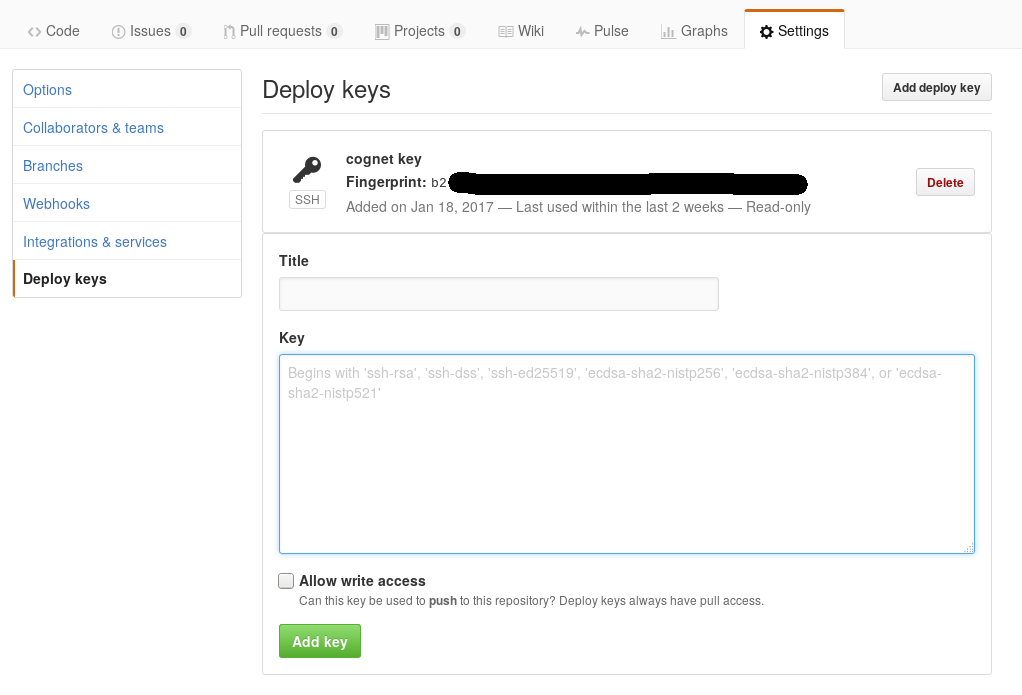 Code Issues 0 Pull requests 0 Projects 0 Wiki Pulse Graphs Settings
Options
Collaborators & teams
Branches
Webhooks
Integrations & services
Deploy keys
Deploy keys
Add deploy key
cognet key
Fingerprint: b2
SSH
Added on Jan 18, 2017 — Last used within the last 2 weeks — Read-only
Delete
Title
Key
Begins with 'ssh-rsa', 'ssh-dss', 'ssh-ed25519', 'ecdsa-sha2-nistp256', 'ecdsa-sha2-nistp384', or 'ecdsa-
sha2-nistp521'
Allow write access
Can this key be used to push to this repository? Deploy keys always have pull access.
Add key